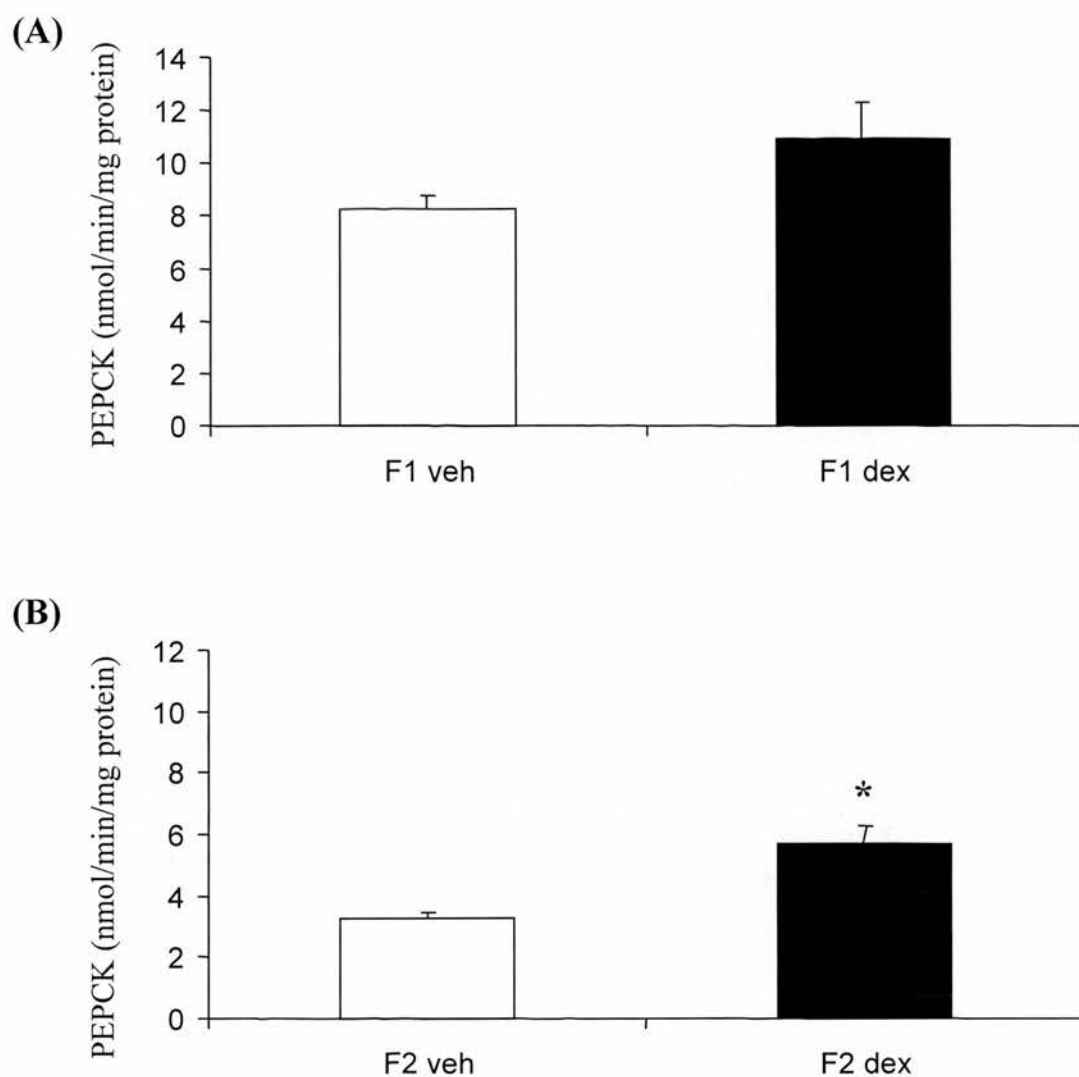 (A)
PEPCK (nmol/min/mg protein)
14
12
10
8
6
4
2
0
F1 veh
F1 dex
(B)
PEPCK (nmol/min/mg protein)
12
10
8
6
4
2
0
*
F2 veh
F2 dex